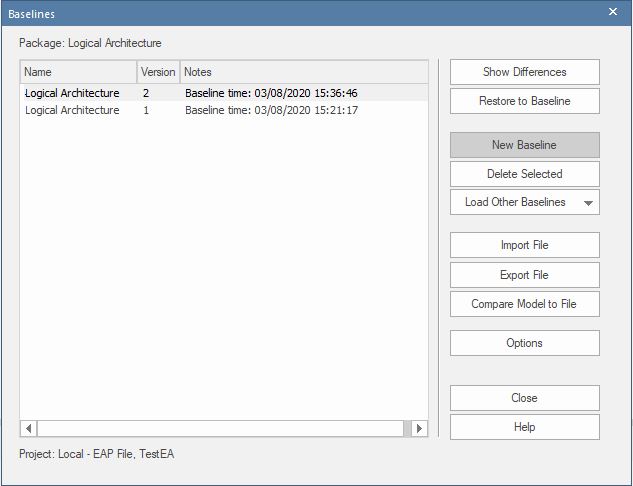 Baselines
Package: Logical Architecture
Name Version Notes
Logical Architecture 2 Baseline time: 03/08/2020 15:36:46
Logical Architecture 1 Baseline time: 03/08/2020 15:21:17
Show Differences
Restore to Baseline
New Baseline
Delete Selected
Load Other Baselines
Import File
Export File
Compare Model to File
Options
Close
Help
Project: Local - EAP File, TestEA